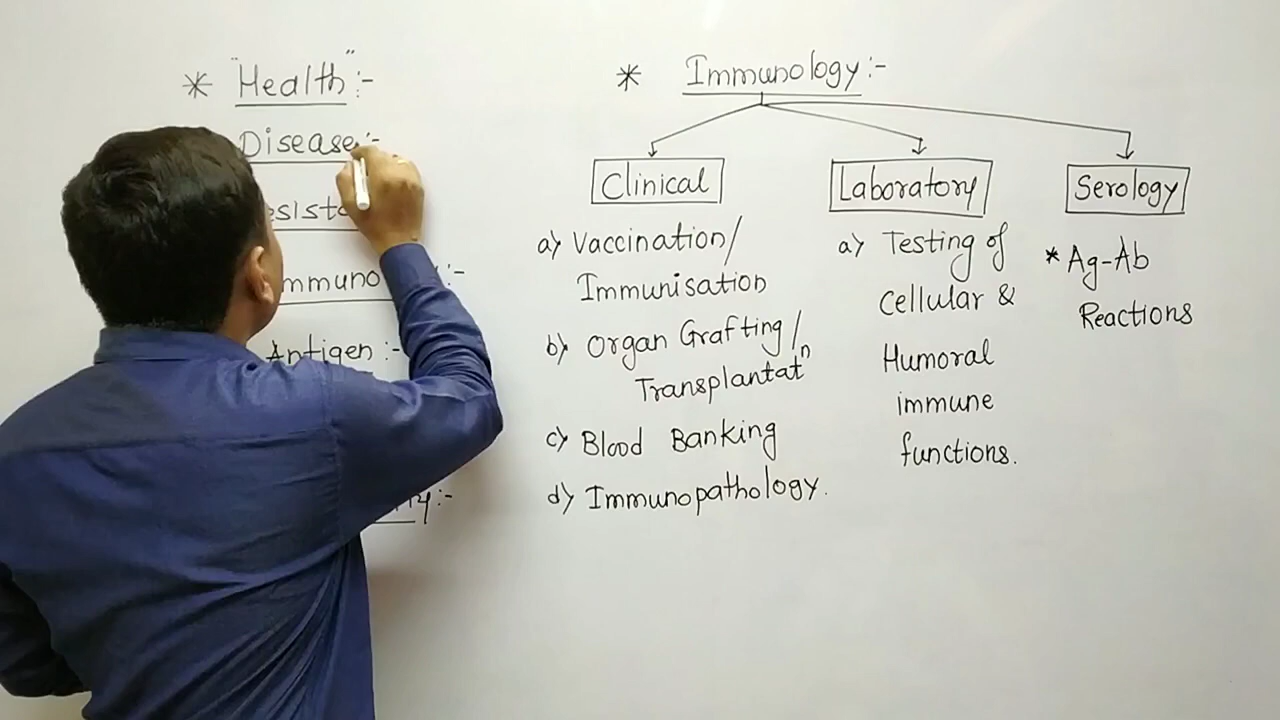 * "Health" :-
Disease:-
Antigen :-
* Immunology:-
Clinical
a) Vaccination/
Immunisation
b) Organ Grafting/
Transplantatⁿ
c) Blood Banking
d) Immunopathology.
Laboratory
a) Testing of
Cellular &
Humoral
immune
functions.
Serology
* Ag-Ab
Reactions